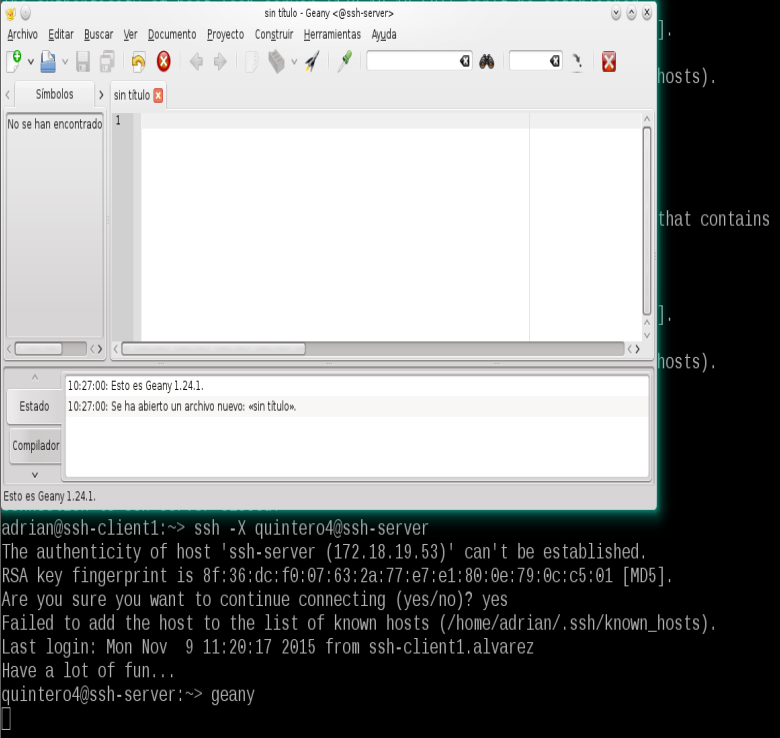 sin título - Geany <@ssh-server>
].
Archivo Editar Buscar Ver Documento Proyecto Construir Herramientas Ayuda
hosts).
Símbolos
sin título
No se han encontrado
1
that contains
].
hosts).
10:27:00: Esto es Geany 1.24.1.
Estado
10:27:00: Se ha abierto un archivo nuevo: «sin título».
Compilador
Esto es Geany 1.24.1.
adrian@ssh-client1:~> ssh -X quintero4@ssh-server
The authenticity of host 'ssh-server (172.18.19.53)' can't be established.
RSA key fingerprint is 8f:36:dc:f0:07:63:2a:77:e7:e1:80:0e:79:0c:c5:01 [MD5].
Are you sure you want to continue connecting (yes/no)? yes
Failed to add the host to the list of known hosts (/home/adrian/.ssh/known_hosts).
Last login: Mon Nov  9 11:20:17 2015 from ssh-client1.alvarez
Have a lot of fun...
quintero4@ssh-server:~> geany